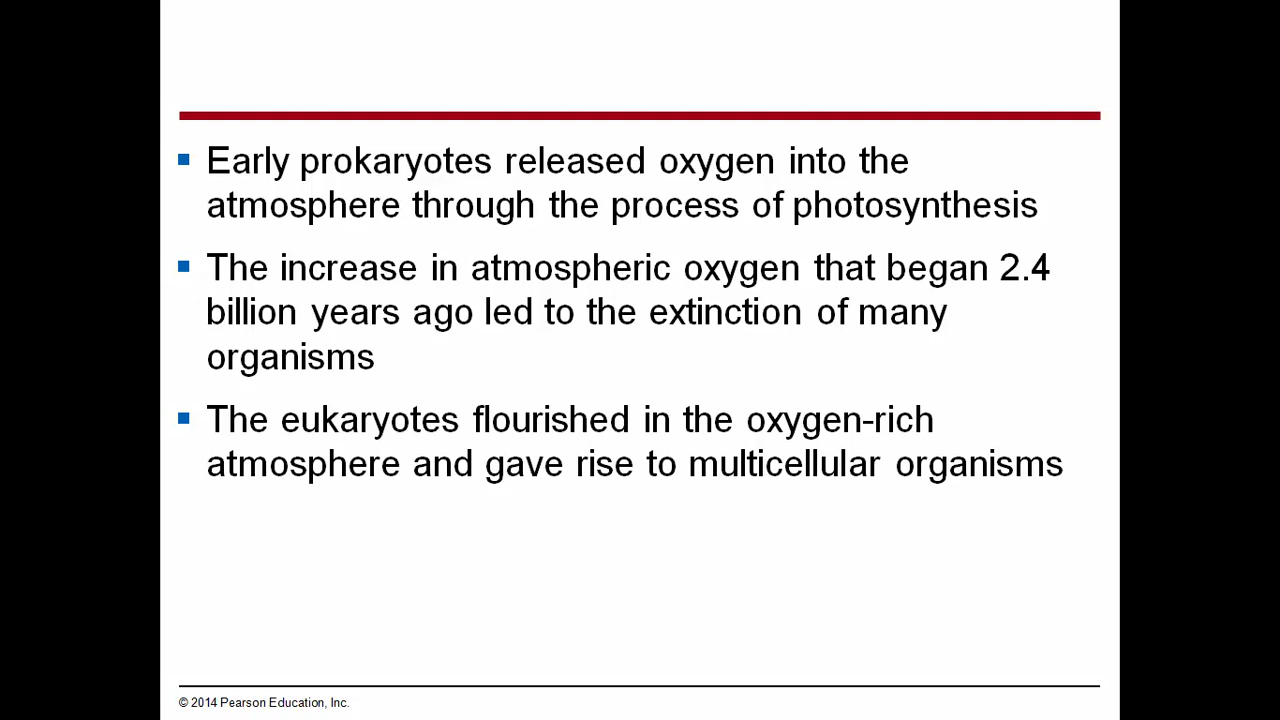 Early prokaryotes released oxygen into the
atmosphere through the process of photosynthesis
The increase in atmospheric oxygen that began 2.4
billion years ago led to the extinction of many
organisms
The eukaryotes flourished in the oxygen-rich
atmosphere and gave rise to multicellular organisms
© 2014 Pearson Education, Inc.